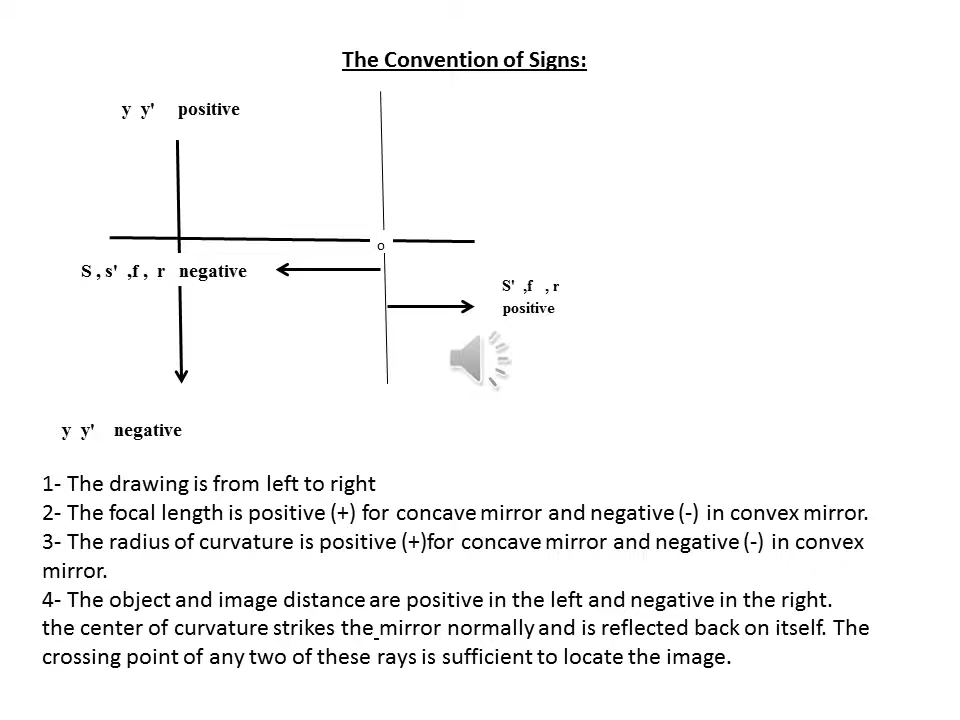 The Convention of Signs:
y y' positive
o
S , s' ,f , r negative
S' ,f , r
positive
y y' negative
1- The drawing is from left to right
2- The focal length is positive (+) for concave mirror and negative (-) in convex mirror.
3- The radius of curvature is positive (+)for concave mirror and negative (-) in convex
mirror.
4- The object and image distance are positive in the left and negative in the right.
the center of curvature strikes the mirror normally and is reflected back on itself. The
crossing point of any two of these rays is sufficient to locate the image.